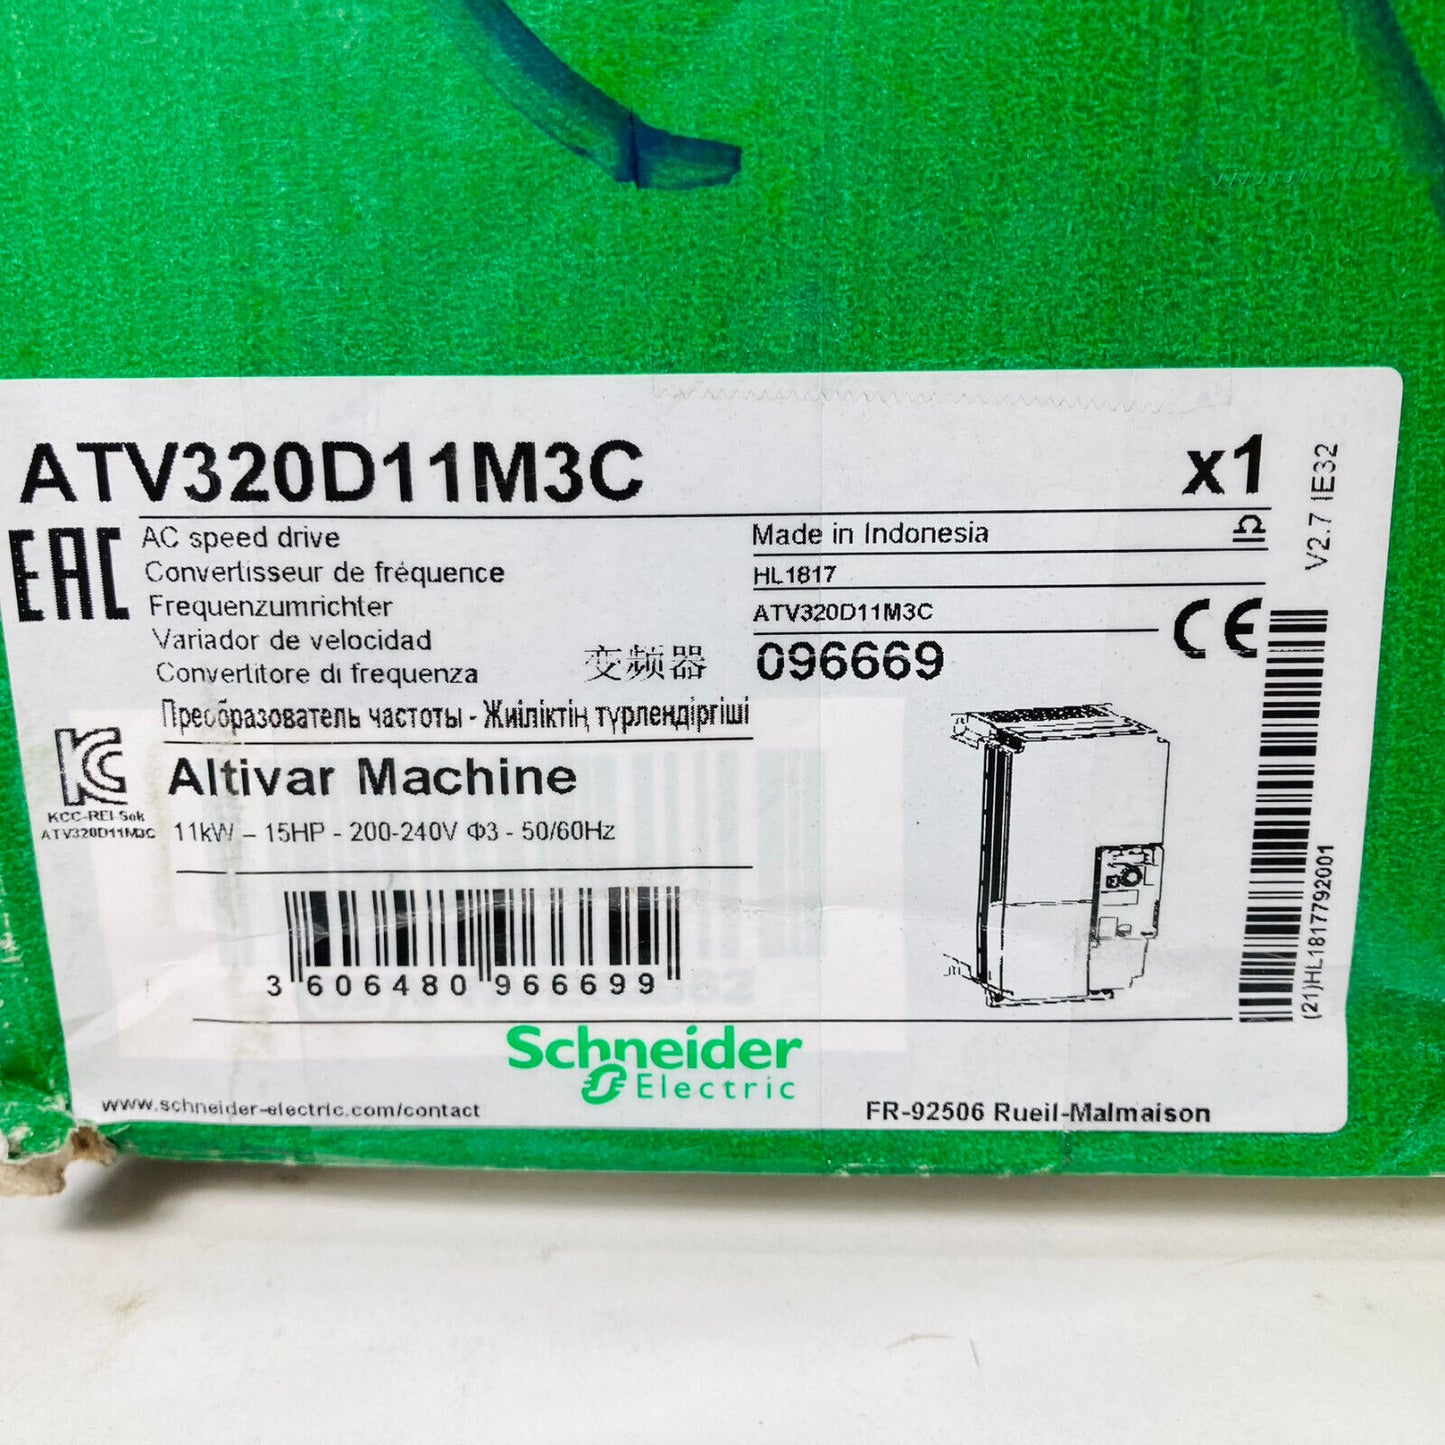 ATV320D11M3C x1
V2.7 IE32
EAC
AC speed drive
Convertisseur de fréquence
Frequenzumrichter
Variador de velocidad
Convertitore di frequenza 变频器
Преобразователь частоты - Жиіліктің түрлендіргіші
Made in Indonesia
HL1817
ATV320D11M3C
096669
CE
KC
KCC-REI-Sek
ATV320D11M3C
Altivar Machine
11kW – 15HP - 200-240V Φ3 - 50/60Hz
3 606480 966699
(21)HL1817792001
Schneider
Electric
www.schneider-electric.com/contact
FR-92506 Rueil-Malmaison